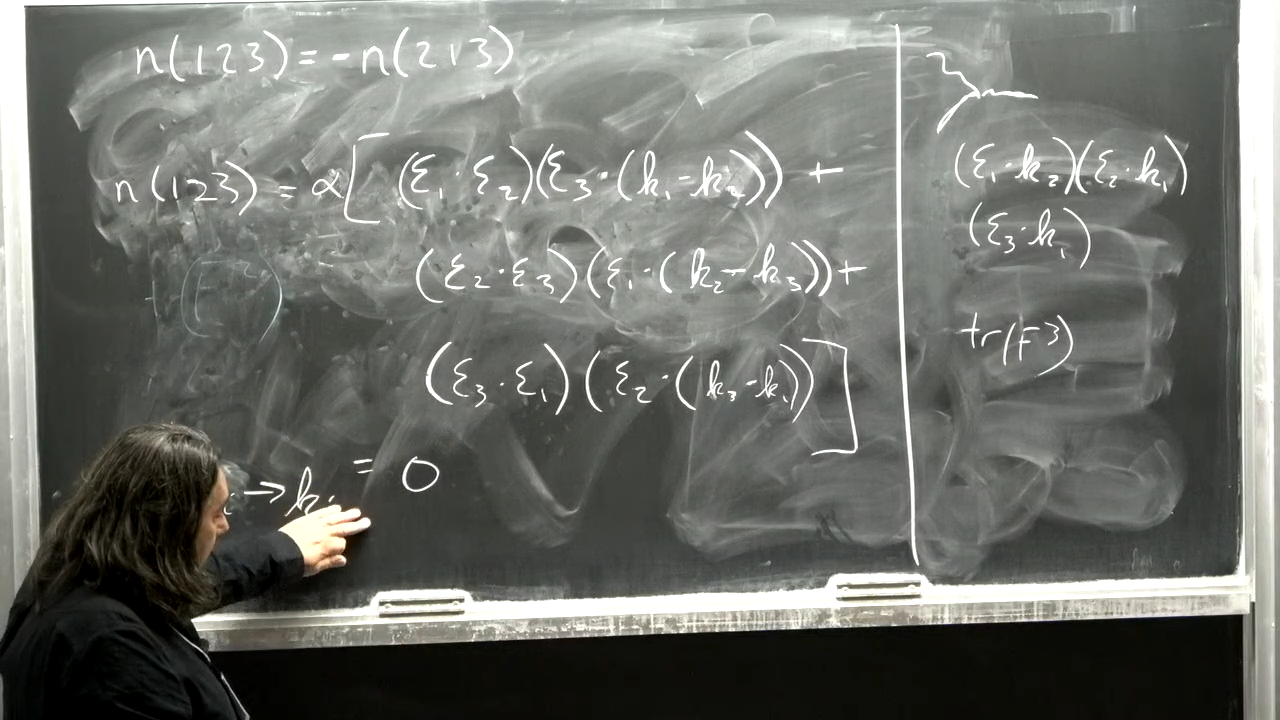 n(123) = -n(213)
n(123) = α[ (ε₁·ε₂)(ε₃·(k₁-k₂)) +
(ε₂·ε₃)(ε₁·(k₂-k₃)) +
(ε₃·ε₁)(ε₂·(k₃-k₁)) ]
→ k = 0
(ε₁·k₂)(ε₂·k₁)
(ε₃·k₁)
tr(F3)